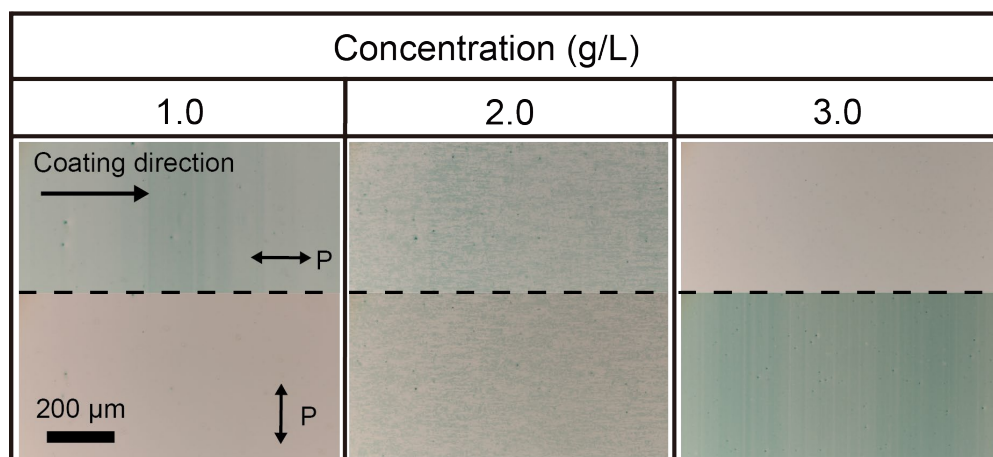 Concentration (g/L)
1.0 2.0 3.0
Coating direction
P
P
200 µm